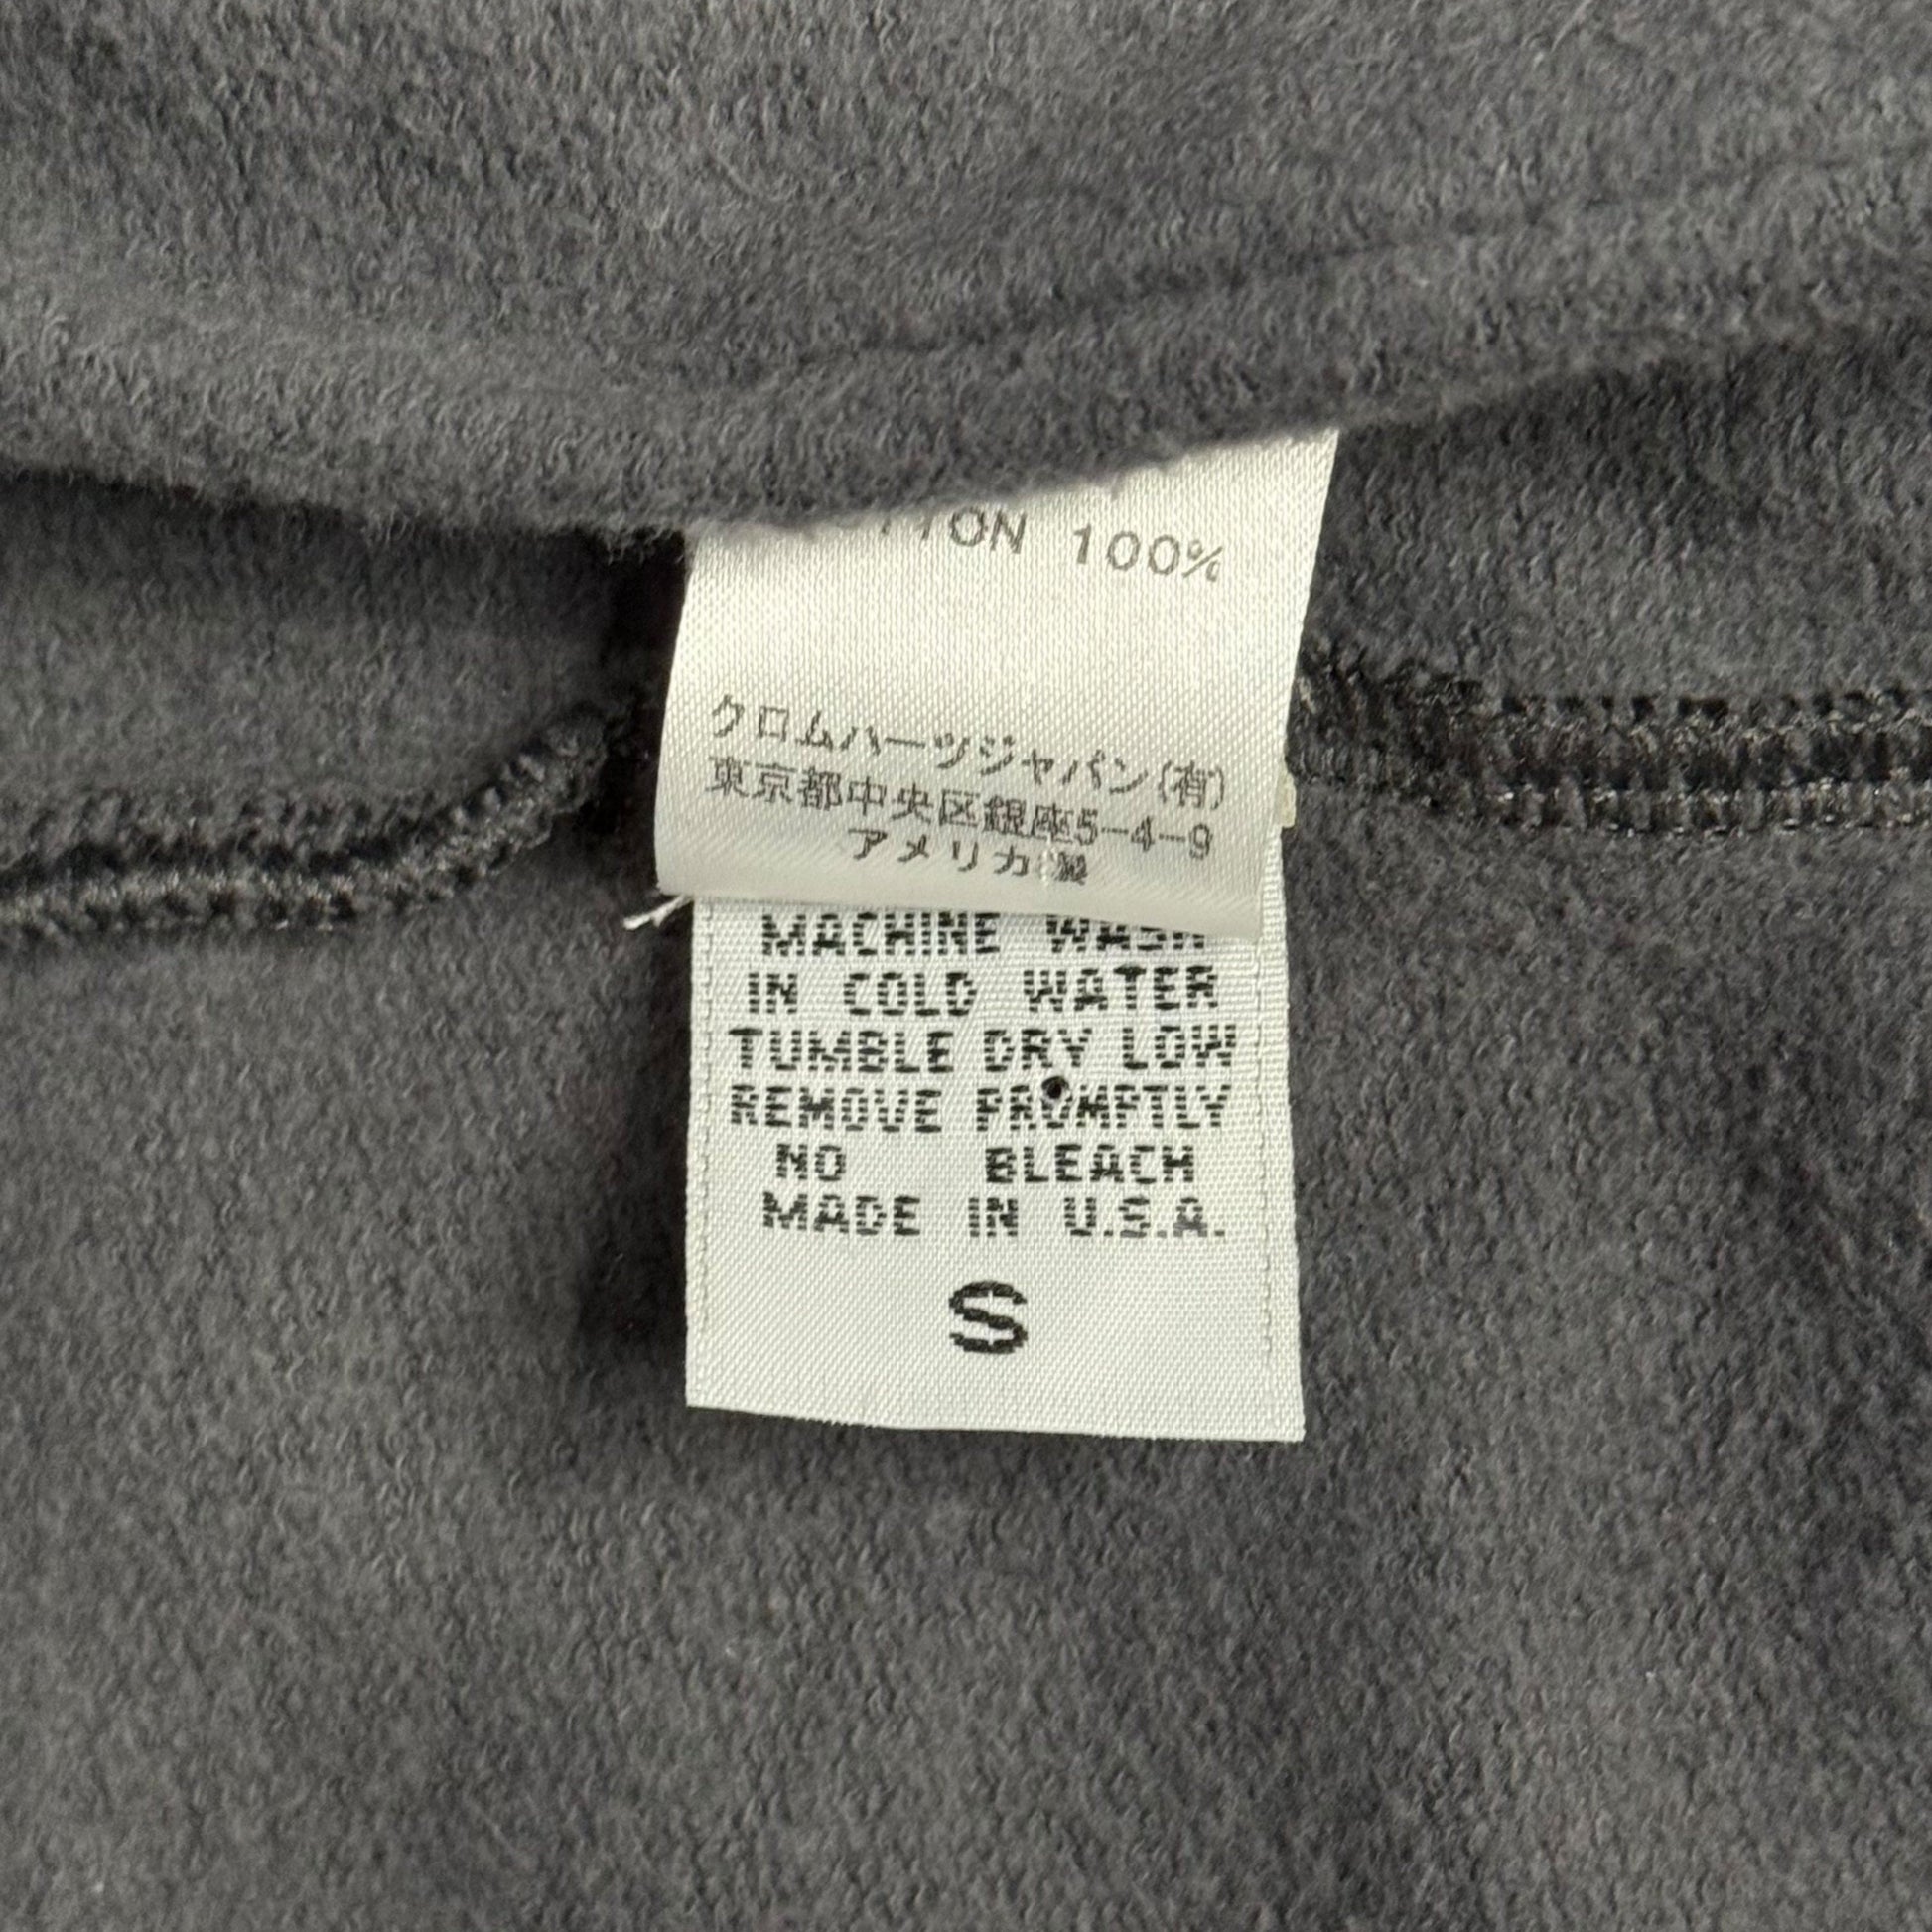 100%
クロムハーツジャパン(有)
東京都中央区銀座5-4-9
アメリカ製
MACHINE WASH
IN COLD WATER
TUMBLE DRY LOW
REMOVE PROMPTLY
NO BLEACH
MADE IN U.S.A.
S